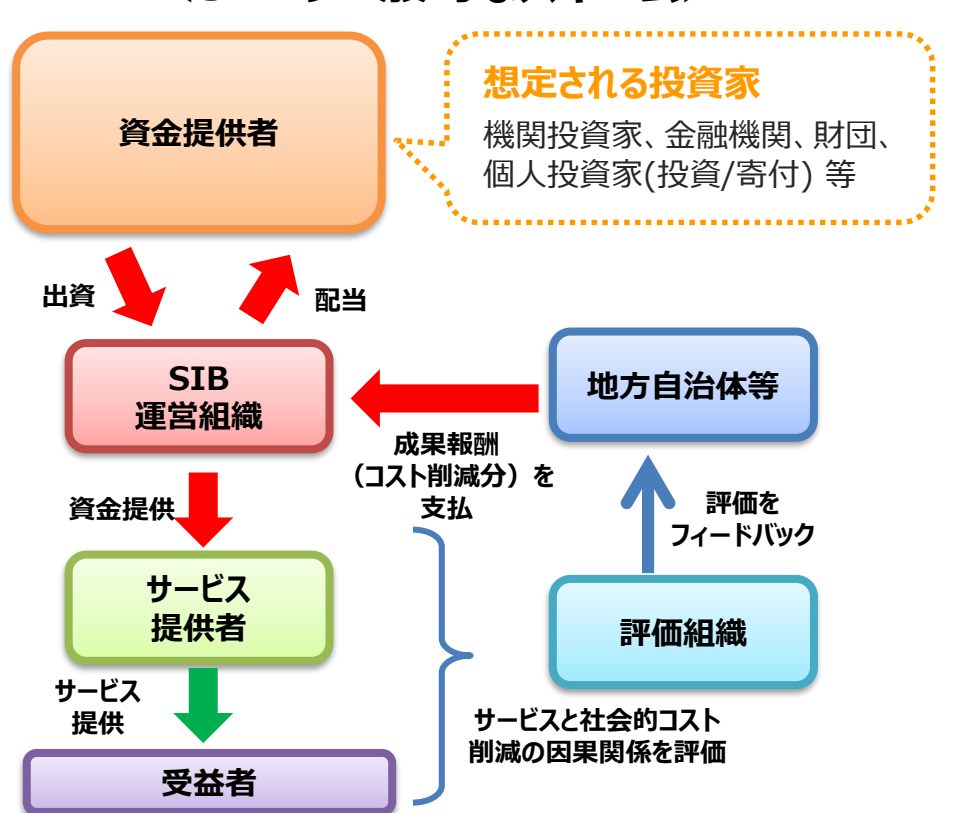 資金提供者
想定される投資家
機関投資家、金融機関、財団、
個人投資家(投資/寄付) 等
出資
配当
SIB
運営組織
地方自治体等
成果報酬
(コスト削減分)を
支払
資金提供
評価を
フィードバック
サービス
提供者
評価組織
サービス
提供
サービスと社会的コスト
削減の因果関係を評価
受益者